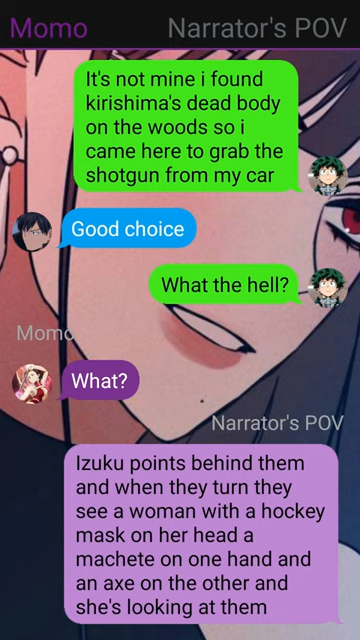 Momo Narrator's POV
It's not mine i found
kirishima's dead body
on the woods so i
came here to grab the
shotgun from my car
Good choice
What the hell?
Momo
What?
Narrator's POV
Izuku points behind them
and when they turn they
see a woman with a hockey
mask on her head a
machete on one hand and
an axe on the other and
she's looking at them